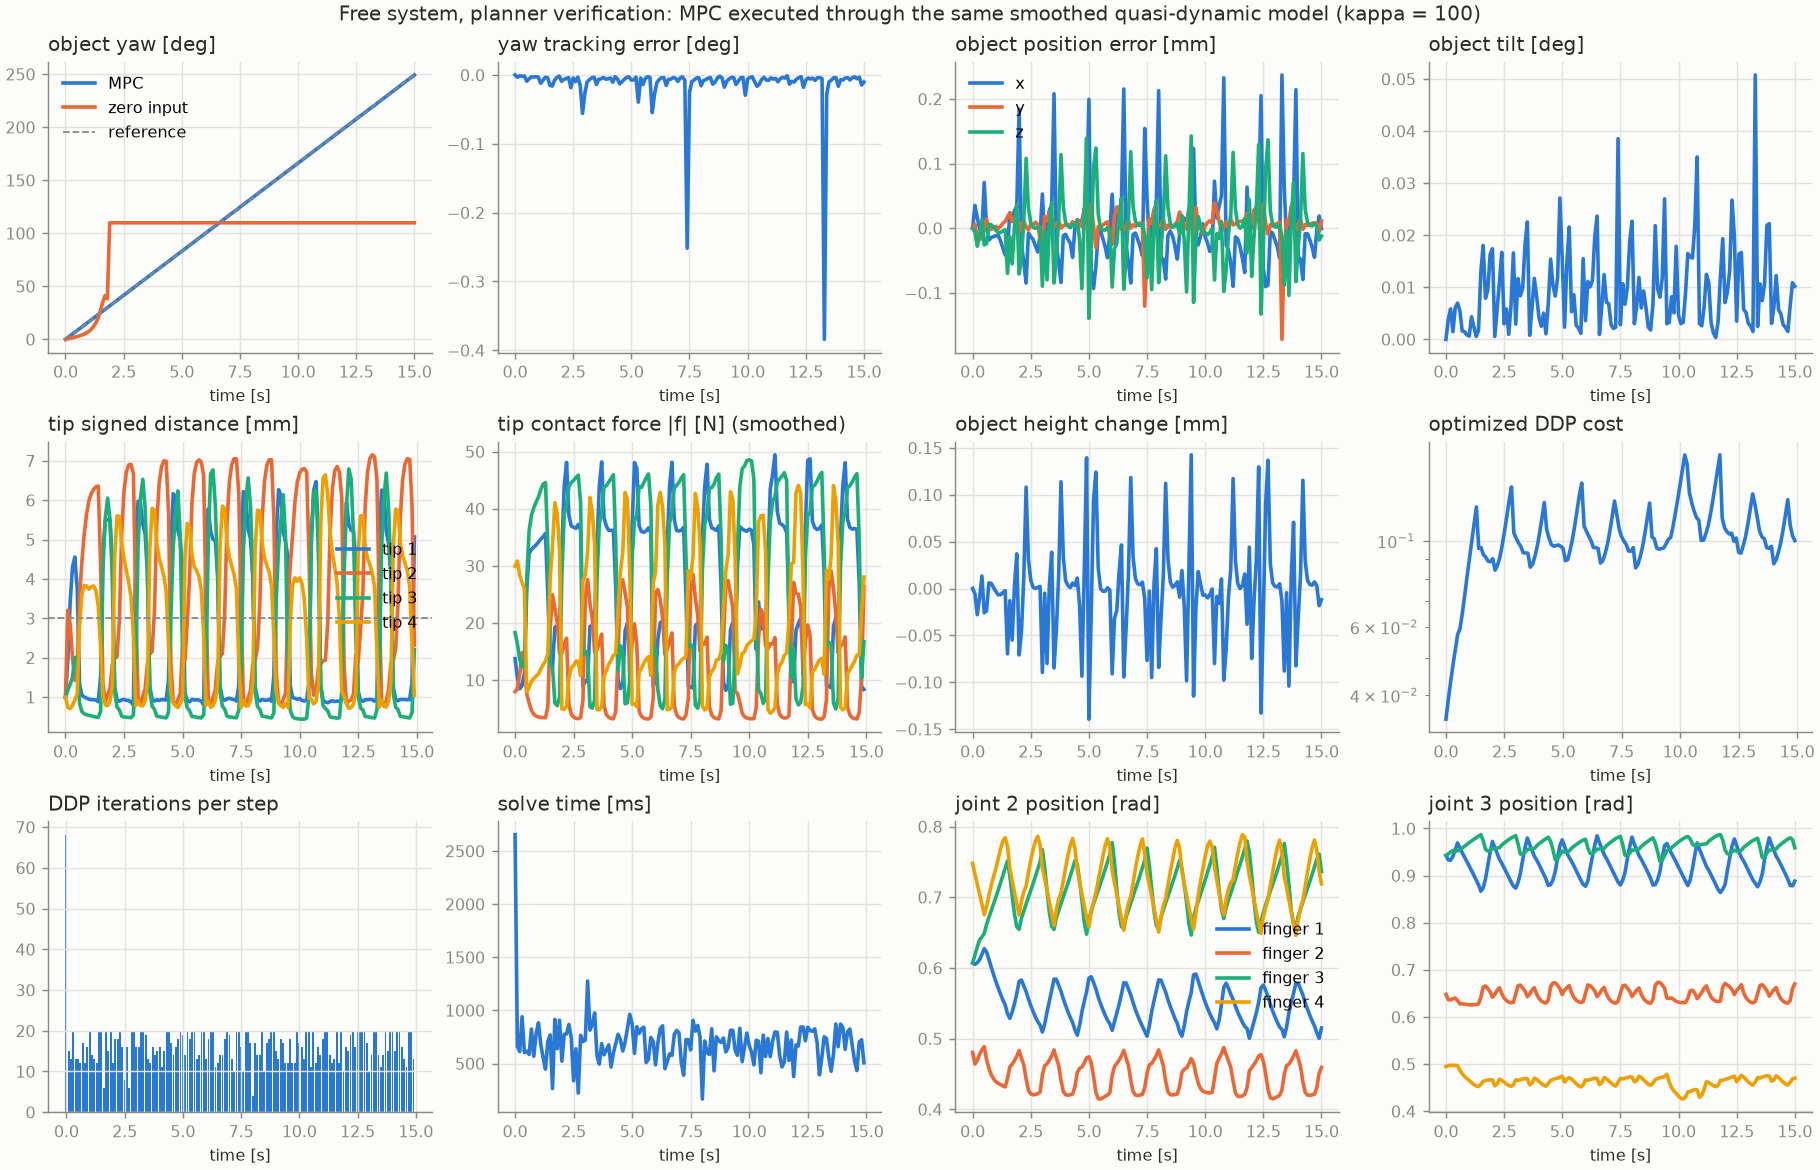 Free system, planner verification: MPC executed through the same smoothed quasi-dynamic model (kappa = 100)
object yaw [deg]
250
200
150
100
50
0
MPC
zero input
reference
0.0 2.5 5.0 7.5 10.0 12.5 15.0
time [s]
yaw tracking error [deg]
0.0
−0.1
−0.2
−0.3
−0.4
0.0 2.5 5.0 7.5 10.0 12.5 15.0
time [s]
object position error [mm]
0.2
0.1
0.0
−0.1
x
y
z
0.0 2.5 5.0 7.5 10.0 12.5 15.0
time [s]
object tilt [deg]
0.05
0.04
0.03
0.02
0.01
0.00
0.0 2.5 5.0 7.5 10.0 12.5 15.0
time [s]
tip signed distance [mm]
7
6
5
4
3
2
1
tip 1
tip 2
tip 3
tip 4
0.0 2.5 5.0 7.5 10.0 12.5 15.0
time [s]
tip contact force |f| [N] (smoothed)
50
40
30
20
10
0.0 2.5 5.0 7.5 10.0 12.5 15.0
time [s]
object height change [mm]
0.15
0.10
0.05
0.00
−0.05
−0.10
−0.15
0.0 2.5 5.0 7.5 10.0 12.5 15.0
time [s]
optimized DDP cost
10⁻¹
6 × 10⁻²
4 × 10⁻²
0.0 2.5 5.0 7.5 10.0 12.5 15.0
time [s]
DDP iterations per step
70
60
50
40
30
20
10
0
0.0 2.5 5.0 7.5 10.0 12.5 15.0
time [s]
solve time [ms]
2500
2000
1500
1000
500
0.0 2.5 5.0 7.5 10.0 12.5 15.0
time [s]
joint 2 position [rad]
0.8
0.7
0.6
0.5
0.4
finger 1
finger 2
finger 3
finger 4
0.0 2.5 5.0 7.5 10.0 12.5 15.0
time [s]
joint 3 position [rad]
1.0
0.9
0.8
0.7
0.6
0.5
0.4
0.0 2.5 5.0 7.5 10.0 12.5 15.0
time [s]